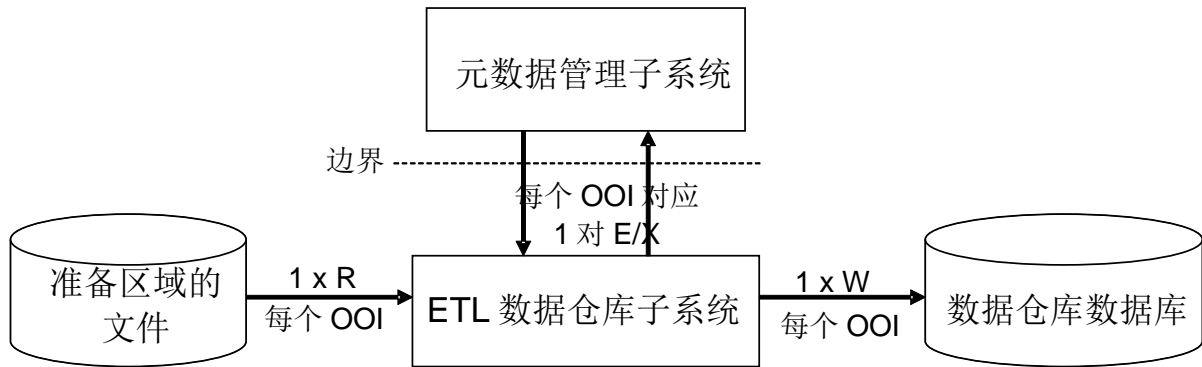 元数据管理子系统
边界
每个 OOI 对应
1 对 E/X
准备区域的
文件
1 x R
每个 OOI
ETL 数据仓库子系统
1 x W
每个 OOI
数据仓库数据库